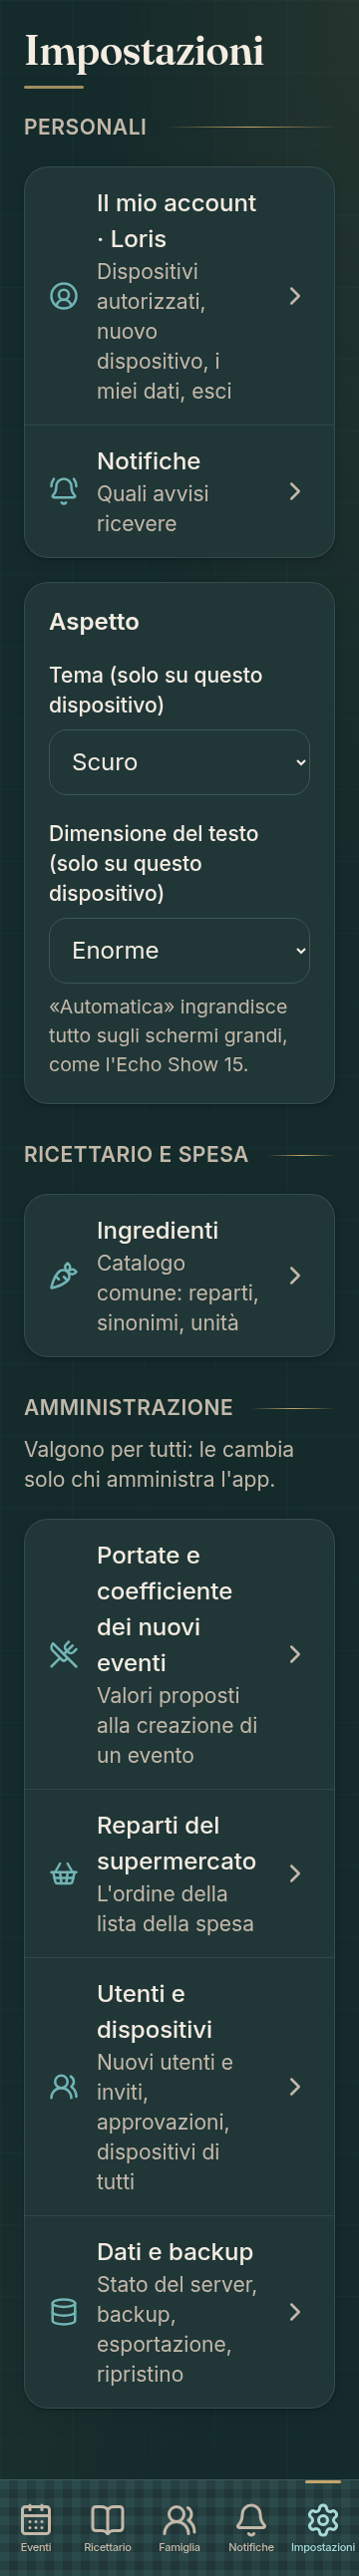 Impostazioni
PERSONALI
Il mio account
· Loris
Dispositivi
autorizzati,
nuovo
dispositivo, i
miei dati, esci
Notifiche
Quali avvisi
ricevere
Aspetto
Tema (solo su questo
dispositivo)
Scuro
Dimensione del testo
(solo su questo
dispositivo)
Enorme
«Automatica» ingrandisce
tutto sugli schermi grandi,
come l'Echo Show 15.
RICETTARIO E SPESA
Ingredienti
Catalogo
comune: reparti,
sinonimi, unità
AMMINISTRAZIONE
Valgono per tutti: le cambia
solo chi amministra l'app.
Portate e
coefficiente
dei nuovi
eventi
Valori proposti
alla creazione di
un evento
Reparti del
supermercato
L'ordine della
lista della spesa
Utenti e
dispositivi
Nuovi utenti e
inviti,
approvazioni,
dispositivi di
tutti
Dati e backup
Stato del server,
backup,
esportazione,
ripristino
Eventi Ricettario Famiglia Notifiche Impostazioni